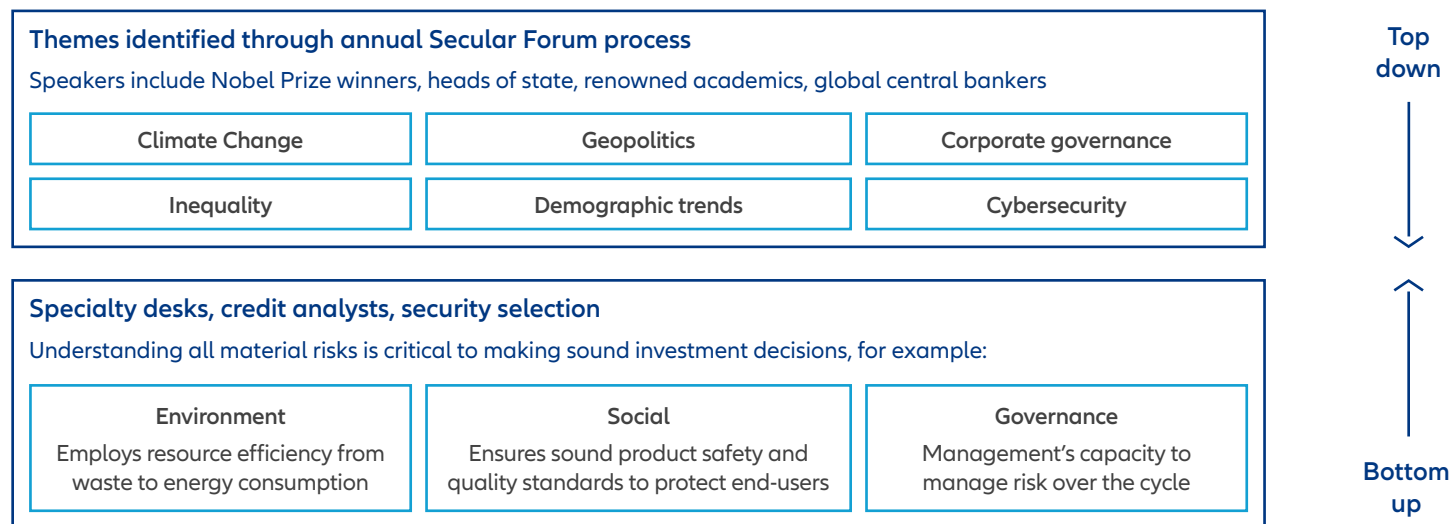 Themes identified through annual Secular Forum process
Speakers include Nobel Prize winners, heads of state, renowned academics, global central bankers
Climate Change
Geopolitics
Corporate governance
Inequality
Demographic trends
Cybersecurity
Top
down
Specialty desks, credit analysts, security selection
Understanding all material risks is critical to making sound investment decisions, for example:
Environment
Employs resource efficiency from
waste to energy consumption
Social
Ensures sound product safety and
quality standards to protect end-users
Governance
Management’s capacity to
manage risk over the cycle
Bottom
up